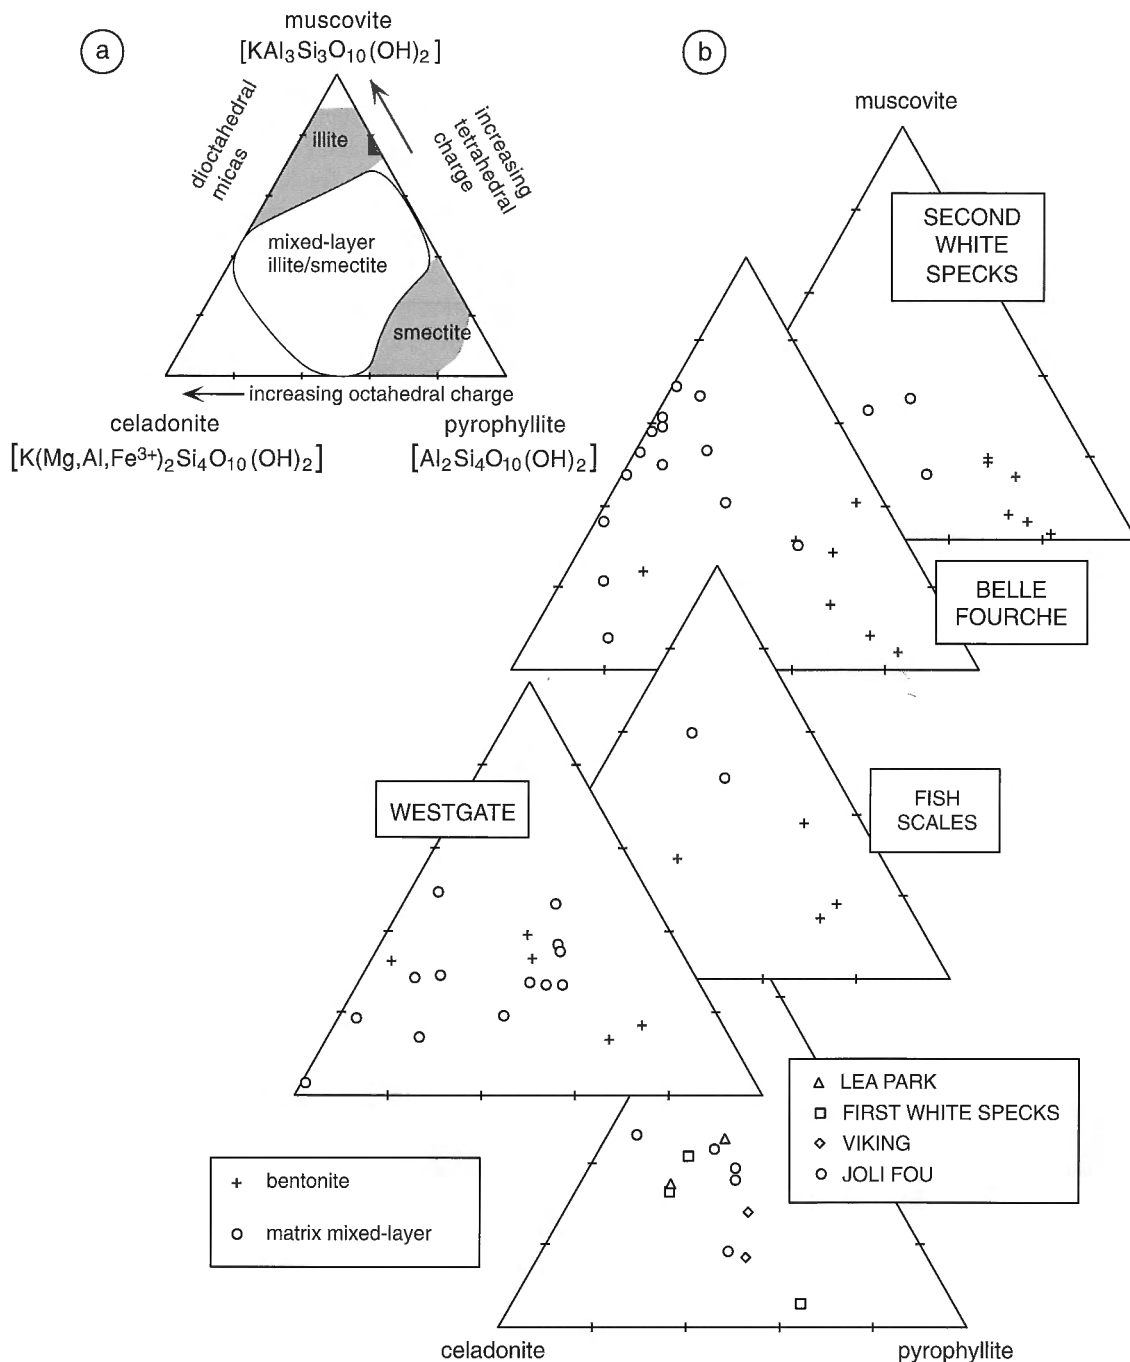 a
muscovite
[KAl3Si3O10(OH)2]
dioctahedral
micas
illite
increasing
tetrahedral
charge
mixed-layer
illite/smectite
smectite
increasing octahedral charge
celadonite
[K(Mg,Al,Fe3+)2Si4O10(OH)2]
pyrophyllite
[Al2Si4O10(OH)2]
b
muscovite
SECOND
WHITE
SPECKS
BELLE
FOURCHE
FISH
SCALES
WESTGATE
LEA PARK
FIRST WHITE SPECKS
VIKING
JOLI FOU
bentonite
matrix mixed-layer
celadonite
pyrophyllite